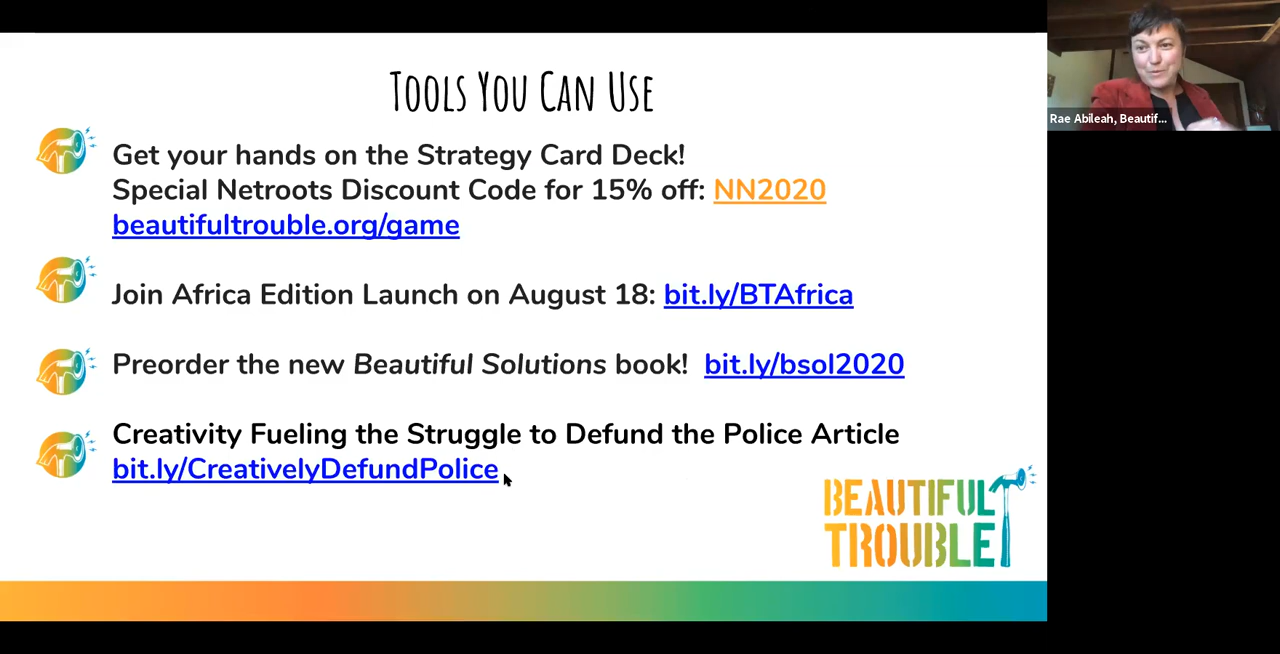 Tools You Can Use
Get your hands on the Strategy Card Deck!
Special Netroots Discount Code for 15% off: NN2020
beautifultrouble.org/game
Join Africa Edition Launch on August 18: bit.ly/BTAfrica
Preorder the new Beautiful Solutions book! bit.ly/bsol2020
Creativity Fueling the Struggle to Defund the Police Article
bit.ly/CreativelyDefundPolice
BEAUTIFUL
TROUBLE
Rae Abileah, Beautif...